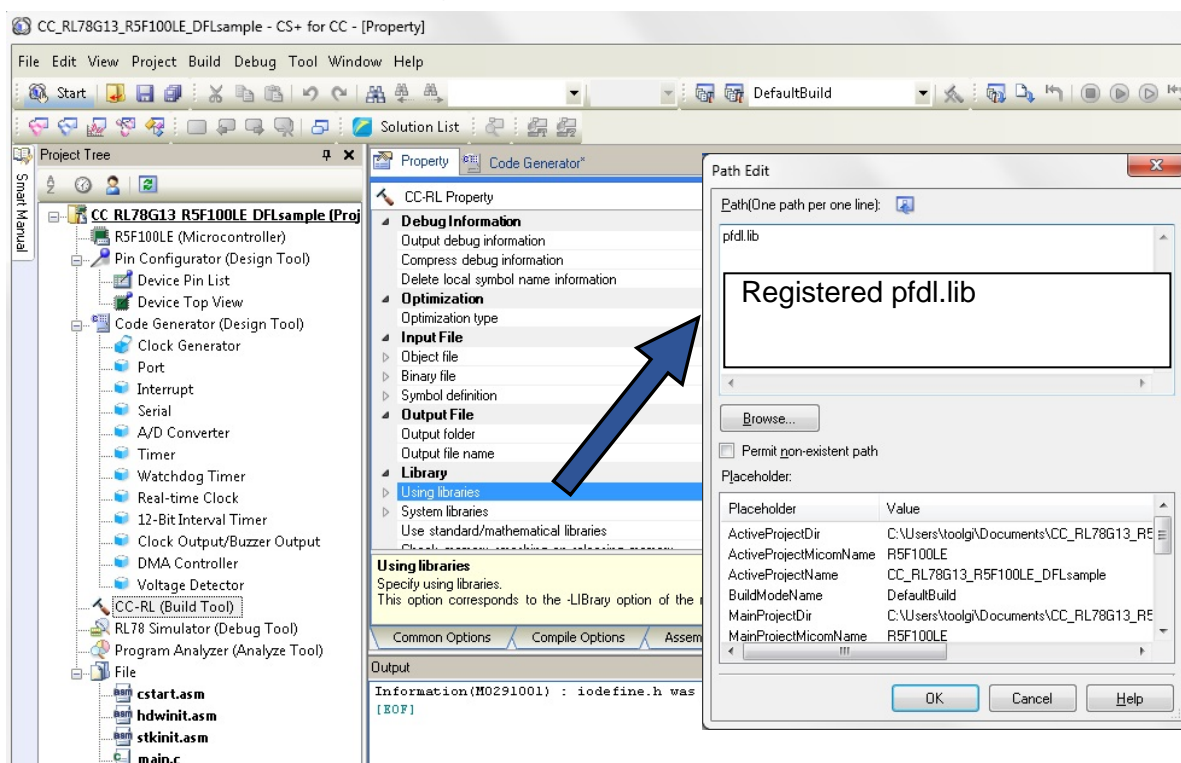 CC_RL78G13_R5F100LE_DFLsample - CS+ for CC - [Property]
File Edit View Project Build Debug Tool Window Help
Start DefaultBuild
Solution List
Project Tree
Smart Manual
CC_RL78G13_R5F100LE_DFLsample (Proj
R5F100LE (Microcontroller)
Pin Configurator (Design Tool)
Device Pin List
Device Top View
Code Generator (Design Tool)
Clock Generator
Port
Interrupt
Serial
A/D Converter
Timer
Watchdog Timer
Real-time Clock
12-Bit Interval Timer
Clock Output/Buzzer Output
DMA Controller
Voltage Detector
CC-RL (Build Tool)
RL78 Simulator (Debug Tool)
Program Analyzer (Analyze Tool)
File
cstart.asm
hdwinit.asm
stkinit.asm
main.c
Property Code Generator*
CC-RL Property
Debug Information
Output debug information
Compress debug information
Delete local symbol name information
Optimization
Optimization type
Input File
Object file
Binary file
Symbol definition
Output File
Output folder
Output file name
Library
Using libraries
System libraries
Use standard/mathematical libraries
Using libraries
Specify using libraries.
This option corresponds to the -LIBrary option of the
Common Options Compile Options Assem
Output
Information(M0291001) : iodefine.h was
[EOF]
Path Edit
Path(One path per one line):
pfdl.lib
Registered pfdl.lib
Browse...
Permit non-existent path
Placeholder:
Placeholder Value
ActiveProjectDir C:\Users\toolgi\Documents\CC_RL78G13_R5
ActiveProjectMicomName R5F100LE
ActiveProjectName CC_RL78G13_R5F100LE_DFLsample
BuildModeName DefaultBuild
MainProjectDir C:\Users\toolgi\Documents\CC_RL78G13_R5
MainProjectMicomName R5F100LE
OK Cancel Help